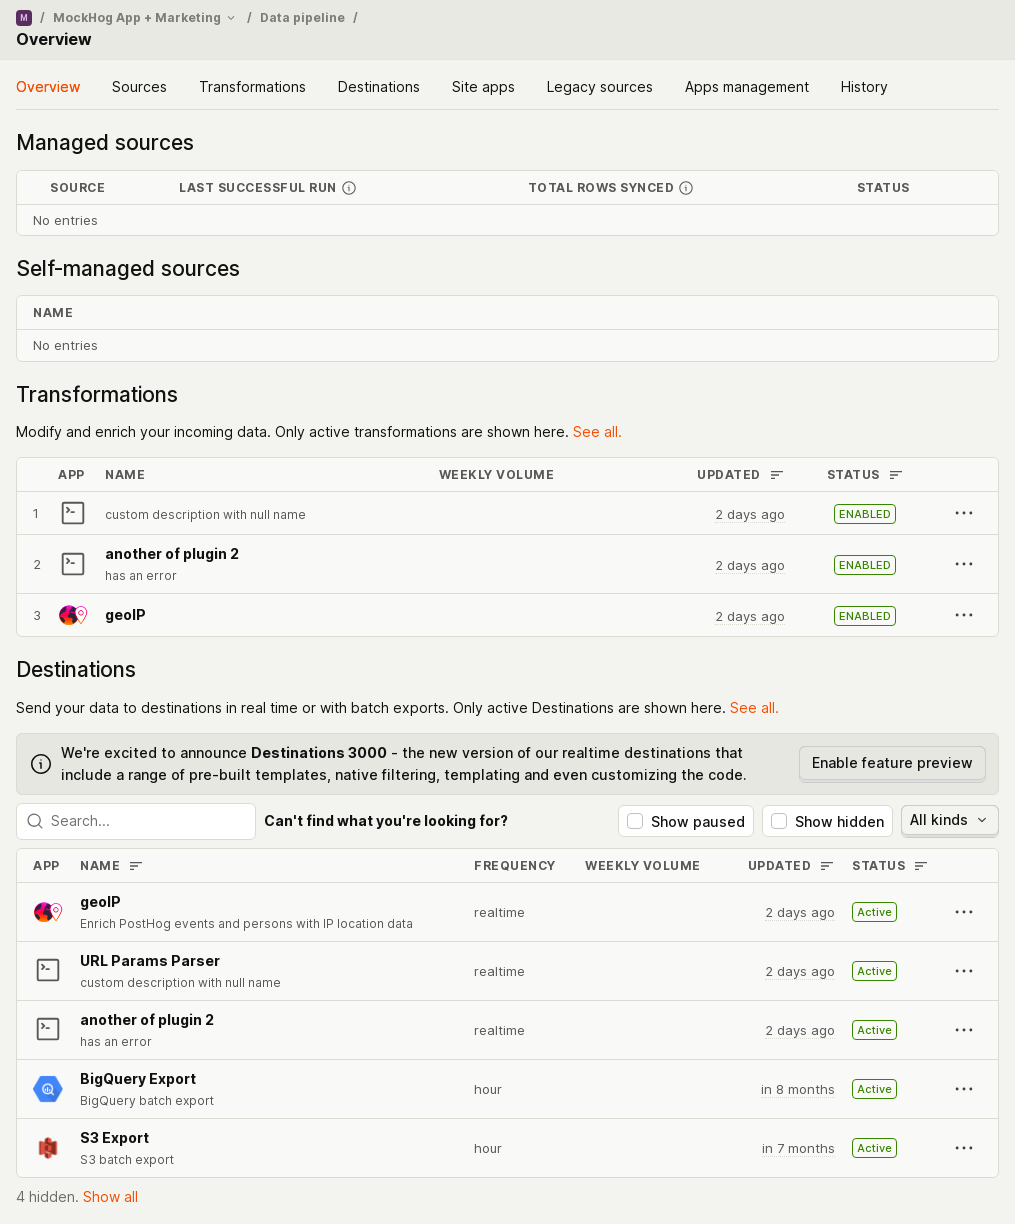 M / MockHog App + Marketing / Data pipeline /
Overview
Overview Sources Transformations Destinations Site apps Legacy sources Apps management History
Managed sources
SOURCE LAST SUCCESSFUL RUN TOTAL ROWS SYNCED STATUS
No entries
Self-managed sources
NAME
No entries
Transformations
Modify and enrich your incoming data. Only active transformations are shown here. See all.
APP NAME WEEKLY VOLUME UPDATED STATUS
1 custom description with null name 2 days ago ENABLED
another of plugin 2
2 2 days ago ENABLED
has an error
3 geoIP 2 days ago ENABLED
Destinations
Send your data to destinations in real time or with batch exports. Only active Destinations are shown here. See all.
We're excited to announce Destinations 3000 - the new version of our realtime destinations that
include a range of pre-built templates, native filtering, templating and even customizing the code.
Enable feature preview
Search... Can't find what you're looking for? Show paused Show hidden All kinds
APP NAME FREQUENCY WEEKLY VOLUME UPDATED STATUS
geoIP
realtime 2 days ago Active
Enrich PostHog events and persons with IP location data
URL Params Parser
realtime 2 days ago Active
custom description with null name
another of plugin 2
realtime 2 days ago Active
has an error
BigQuery Export
hour in 8 months Active
BigQuery batch export
S3 Export
hour in 7 months Active
S3 batch export
4 hidden. Show all